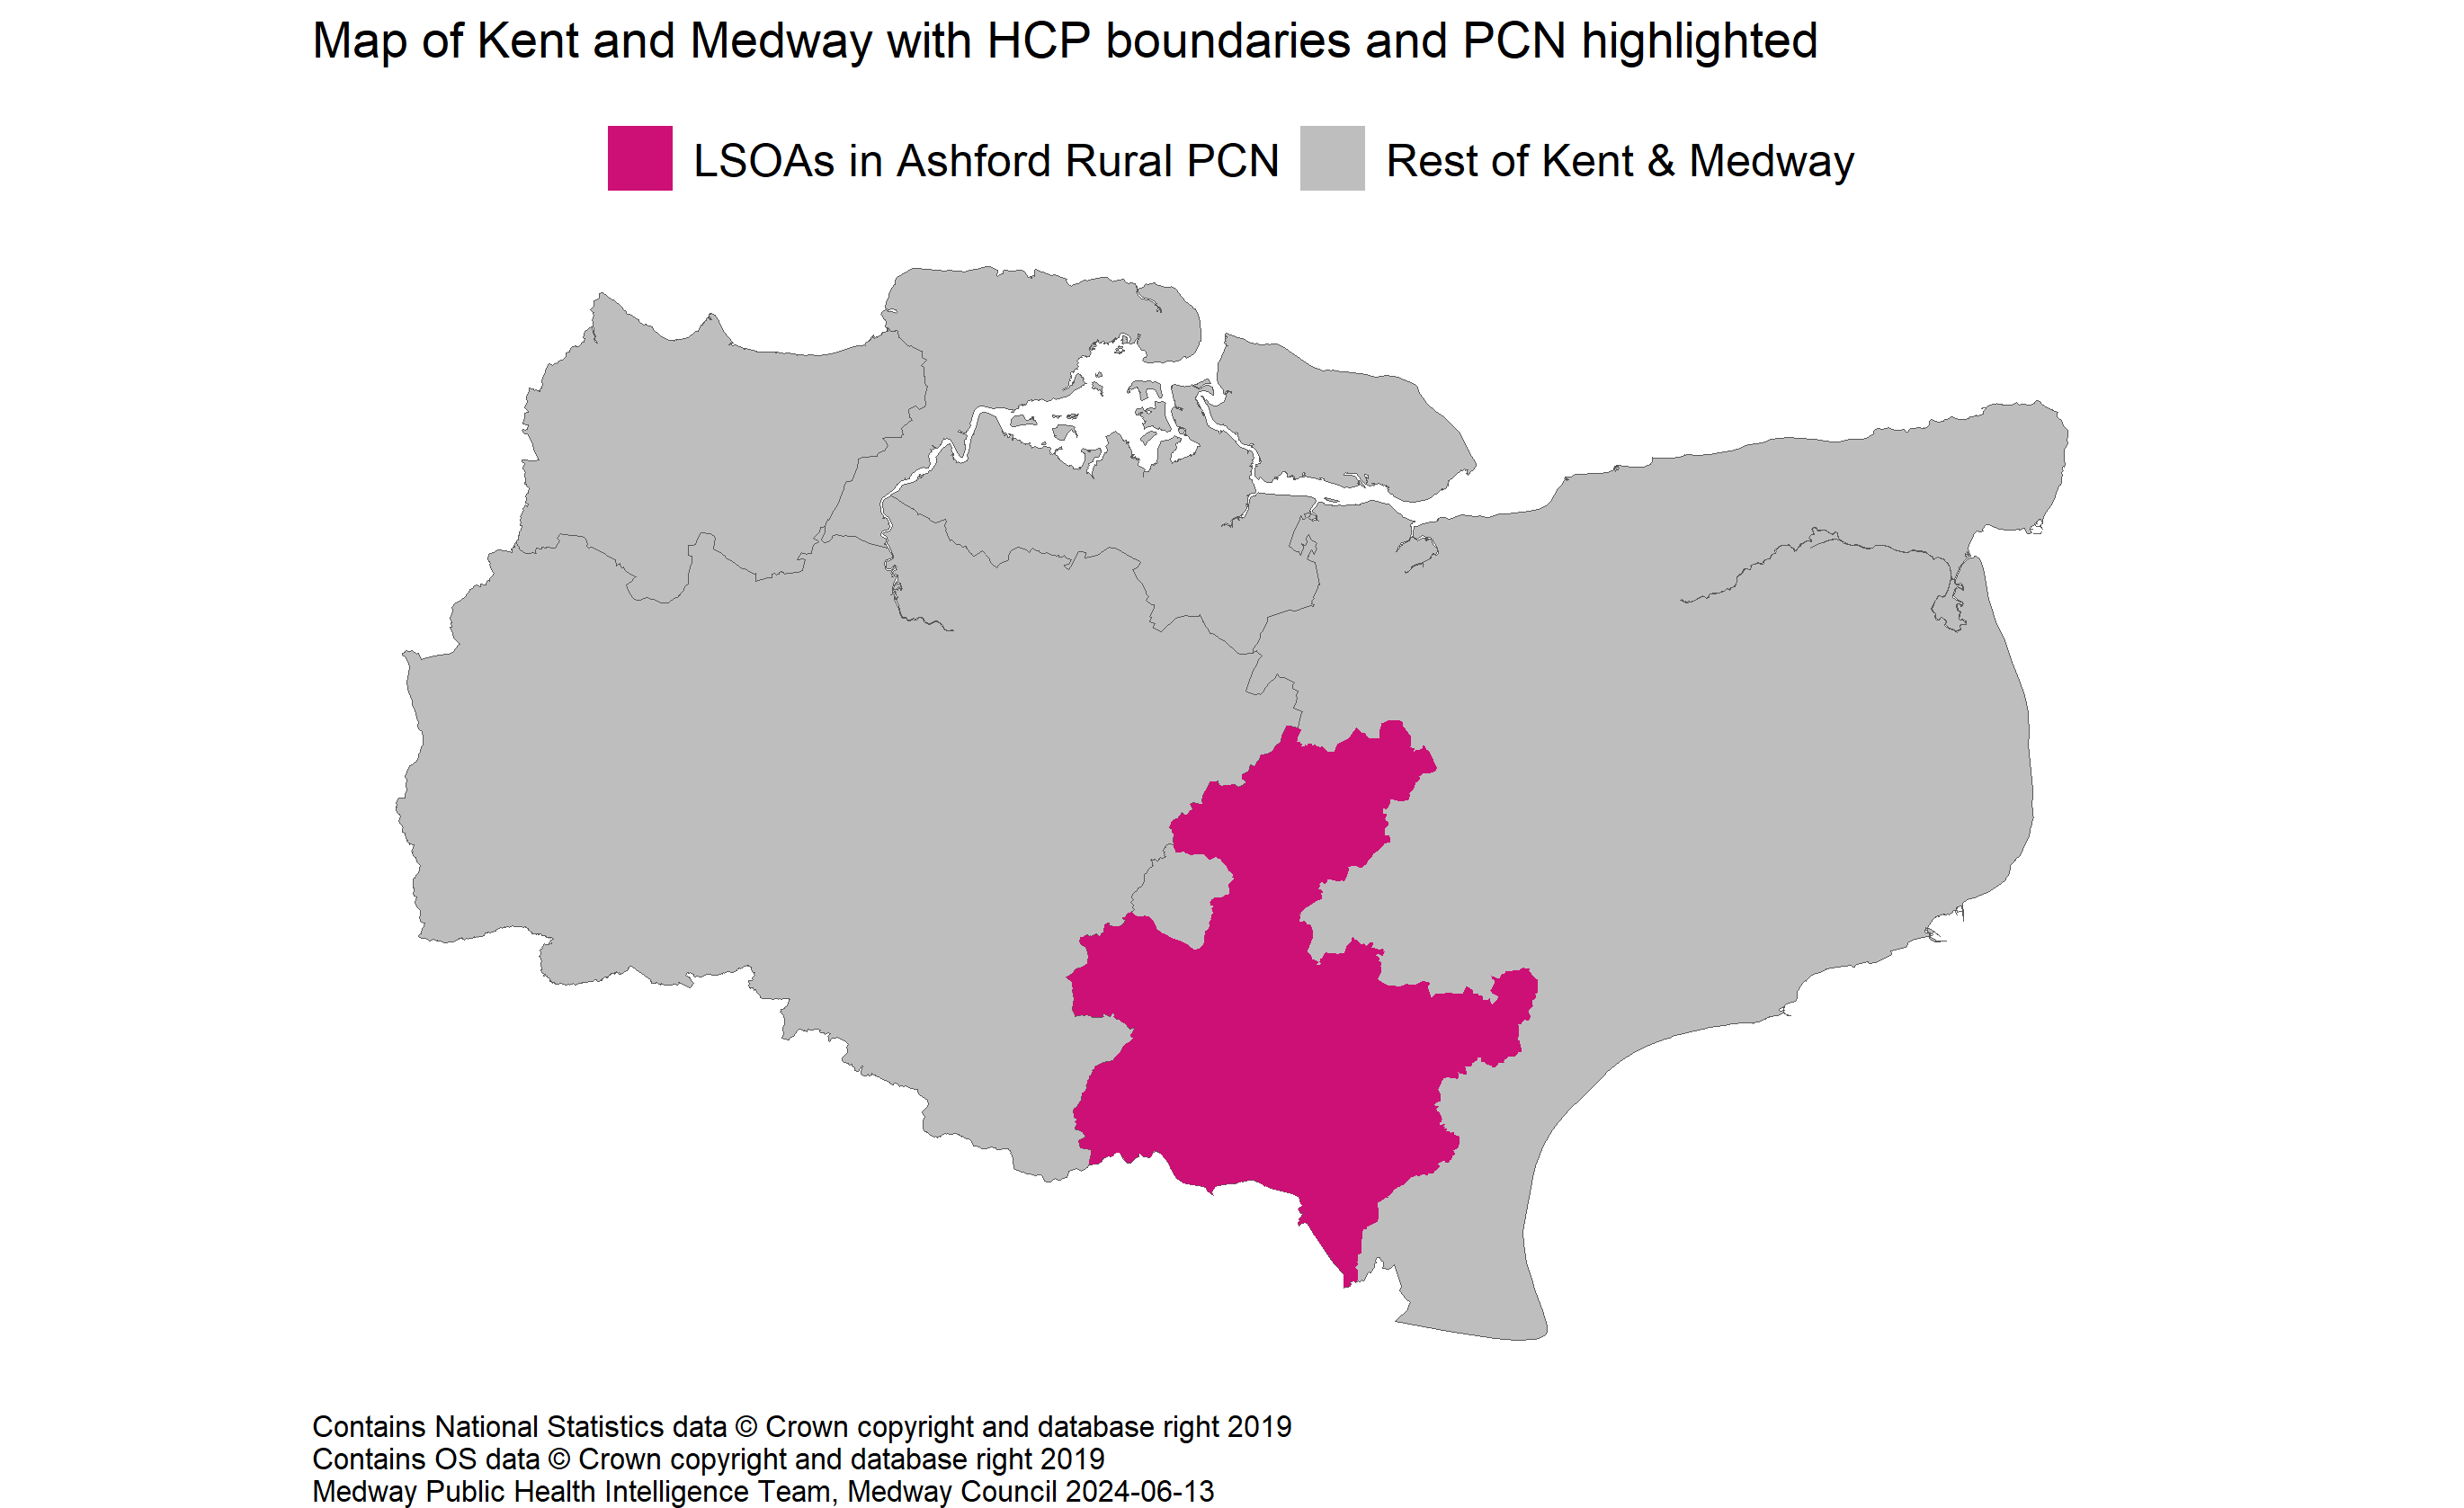 Map of Kent and Medway with HCP boundaries and PCN highlighted
LSOAs in Ashford Rural PCN Rest of Kent & Medway
Contains National Statistics data © Crown copyright and database right 2019
Contains OS data © Crown copyright and database right 2019
Medway Public Health Intelligence Team, Medway Council 2024-06-13